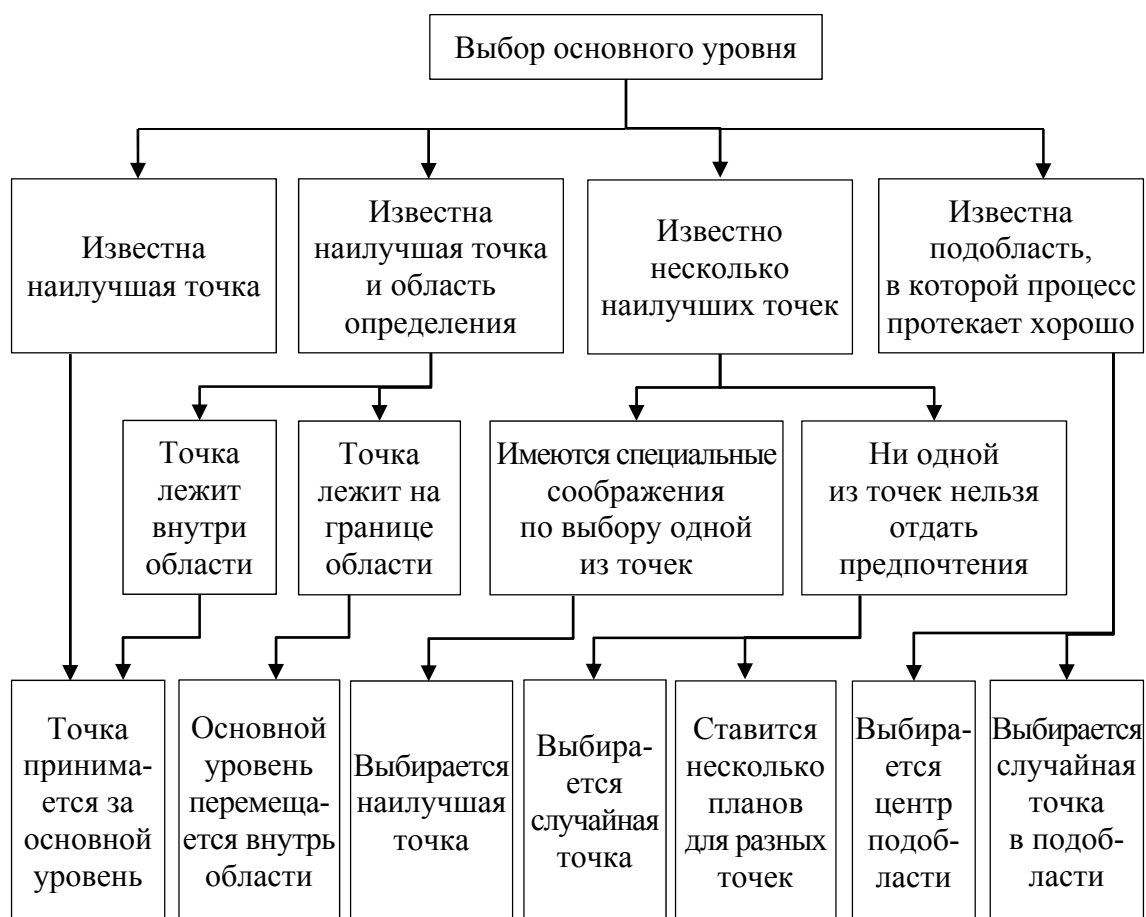 Выбор основного уровня
Известна
наилучшая точка
Известна
наилучшая точка
и область
определения
Известно
несколько
наилучших точек
Известна
подобласть,
в которой процесс
протекает хорошо
Точка
лежит
внутри
области
Точка
лежит на
границе
области
Имеются специальные
соображения
по выбору одной
из точек
Ни одной
из точек нельзя
отдать
предпочтения
Точка
принима-
ется за
основной
уровень
Основной
уровень
перемеща-
ется внутрь
области
Выбирается
наилучшая
точка
Выбира-
ется
случайная
точка
Ставится
несколько
планов
для разных
точек
Выбира-
ется
центр
подоб-
ласти
Выбирается
случайная
точка
в подоб-
ласти